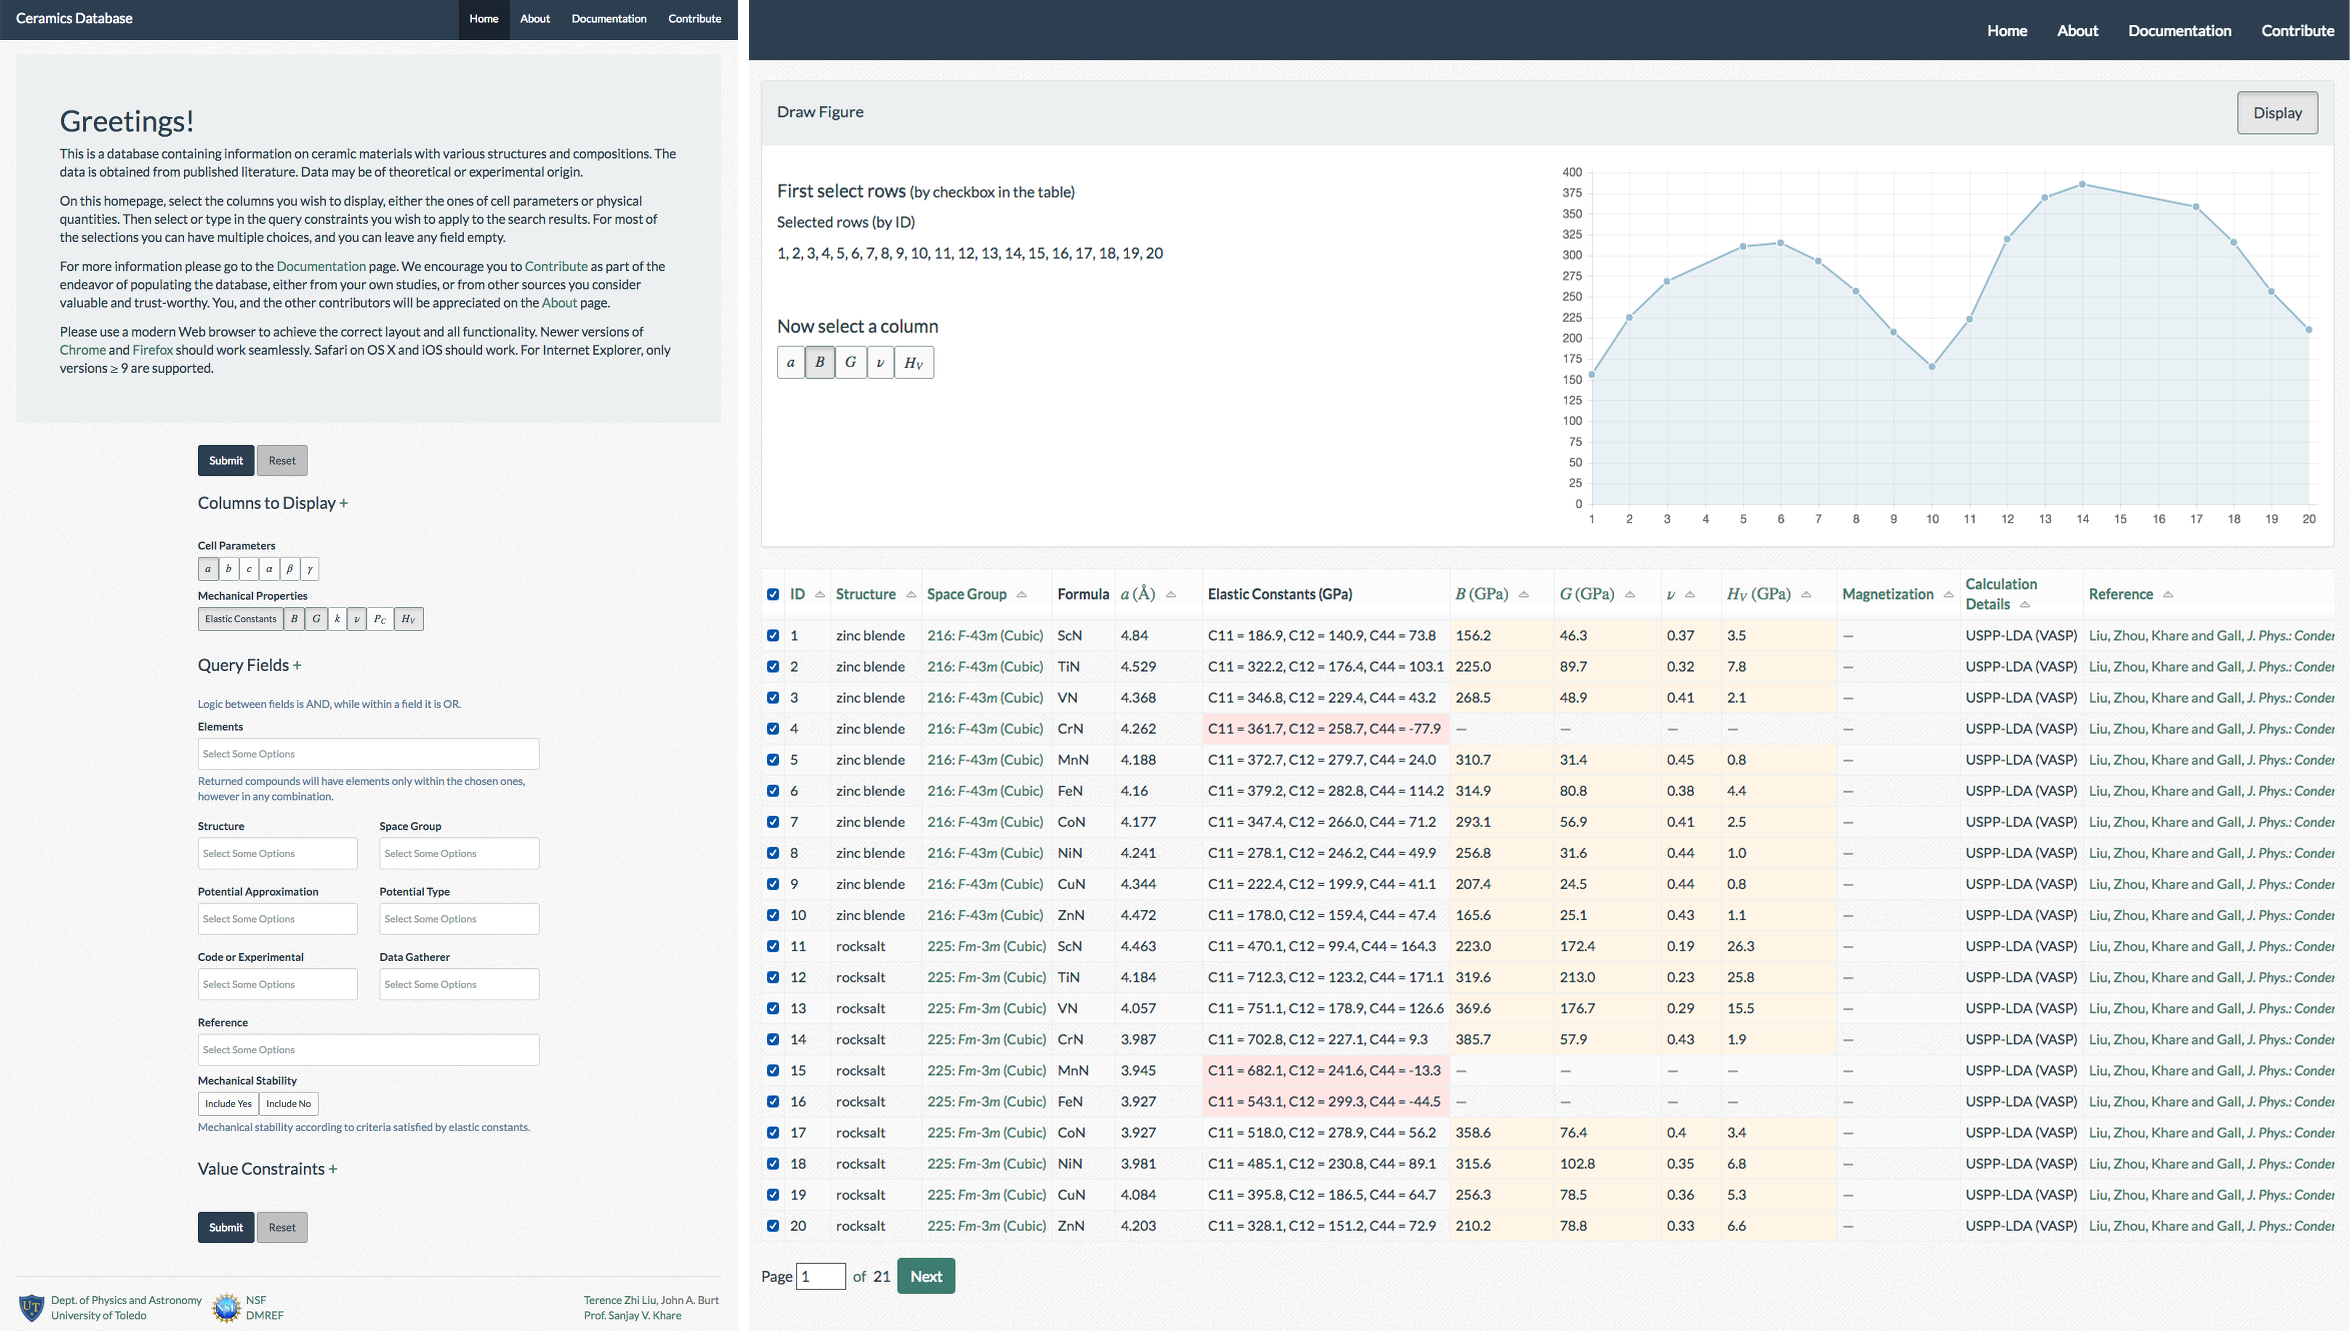 Ceramics Database
Home About Documentation Contribute
Greetings!
This is a database containing information on ceramic materials with various structures and compositions. The
data is obtained from published literature. Data may be of theoretical or experimental origin.
On this homepage, select the columns you wish to display, either the ones of cell parameters or physical
quantities. Then select or type in the query constraints you wish to apply to the search results. For most of
the selections you can have multiple choices, and you can leave any field empty.
For more information please go to the Documentation page. We encourage you to Contribute as part of the
endeavor of populating the database, either from your own studies, or from other sources you consider
valuable and trust-worthy. You, and the other contributors will be appreciated on the About page.
Please use a modern Web browser to achieve the correct layout and all functionality. Newer versions of
Chrome and Firefox should work seamlessly. Safari on OS X and iOS should work. For Internet Explorer, only
versions ≥ 9 are supported.
Submit Reset
Columns to Display +
Cell Parameters
a b c α β γ
Mechanical Properties
Elastic Constants B G k ν PC HV
Query Fields +
Logic between fields is AND, while within a field it is OR.
Elements
Select Some Options
Returned compounds will have elements only within the chosen ones,
however in any combination.
Structure Space Group
Select Some Options Select Some Options
Potential Approximation Potential Type
Select Some Options Select Some Options
Code or Experimental Data Gatherer
Select Some Options Select Some Options
Reference
Select Some Options
Mechanical Stability
Include Yes Include No
Mechanical stability according to criteria satisfied by elastic constants.
Value Constraints +
Submit Reset
UT Dept. of Physics and Astronomy
University of Toledo
NSF NSF
DMREF
Terence Zhi Liu, John A. Burt
Prof. Sanjay V. Khare
Home About Documentation Contribute
Draw Figure Display
First select rows (by checkbox in the table)
Selected rows (by ID)
1, 2, 3, 4, 5, 6, 7, 8, 9, 10, 11, 12, 13, 14, 15, 16, 17, 18, 19, 20
Now select a column
a B G ν HV
400
375
350
325
300
275
250
225
200
175
150
125
100
75
50
25
0
1 2 3 4 5 6 7 8 9 10 11 12 13 14 15 16 17 18 19 20
ID Structure Space Group Formula a (Å) Elastic Constants (GPa) B (GPa) G (GPa) ν HV (GPa) Magnetization Calculation Details Reference
1 zinc blende 216: F-43m (Cubic) ScN 4.84 C11 = 186.9, C12 = 140.9, C44 = 73.8 156.2 46.3 0.37 3.5 — USPP-LDA (VASP) Liu, Zhou, Khare and Gall, J. Phys.: Conder
2 zinc blende 216: F-43m (Cubic) TiN 4.529 C11 = 322.2, C12 = 176.4, C44 = 103.1 225.0 89.7 0.32 7.8 — USPP-LDA (VASP) Liu, Zhou, Khare and Gall, J. Phys.: Conder
3 zinc blende 216: F-43m (Cubic) VN 4.368 C11 = 346.8, C12 = 229.4, C44 = 43.2 268.5 48.9 0.41 2.1 — USPP-LDA (VASP) Liu, Zhou, Khare and Gall, J. Phys.: Conder
4 zinc blende 216: F-43m (Cubic) CrN 4.262 C11 = 361.7, C12 = 258.7, C44 = -77.9 — — — — — USPP-LDA (VASP) Liu, Zhou, Khare and Gall, J. Phys.: Conder
5 zinc blende 216: F-43m (Cubic) MnN 4.188 C11 = 372.7, C12 = 279.7, C44 = 24.0 310.7 31.4 0.45 0.8 — USPP-LDA (VASP) Liu, Zhou, Khare and Gall, J. Phys.: Conder
6 zinc blende 216: F-43m (Cubic) FeN 4.16 C11 = 379.2, C12 = 282.8, C44 = 114.2 314.9 80.8 0.38 4.4 — USPP-LDA (VASP) Liu, Zhou, Khare and Gall, J. Phys.: Conder
7 zinc blende 216: F-43m (Cubic) CoN 4.177 C11 = 347.4, C12 = 266.0, C44 = 71.2 293.1 56.9 0.41 2.5 — USPP-LDA (VASP) Liu, Zhou, Khare and Gall, J. Phys.: Conder
8 zinc blende 216: F-43m (Cubic) NiN 4.241 C11 = 278.1, C12 = 246.2, C44 = 49.9 256.8 31.6 0.44 1.0 — USPP-LDA (VASP) Liu, Zhou, Khare and Gall, J. Phys.: Conder
9 zinc blende 216: F-43m (Cubic) CuN 4.344 C11 = 222.4, C12 = 199.9, C44 = 41.1 207.4 24.5 0.44 0.8 — USPP-LDA (VASP) Liu, Zhou, Khare and Gall, J. Phys.: Conder
10 zinc blende 216: F-43m (Cubic) ZnN 4.472 C11 = 178.0, C12 = 159.4, C44 = 47.4 165.6 25.1 0.43 1.1 — USPP-LDA (VASP) Liu, Zhou, Khare and Gall, J. Phys.: Conder
11 rocksalt 225: Fm-3m (Cubic) ScN 4.463 C11 = 470.1, C12 = 99.4, C44 = 164.3 223.0 172.4 0.19 26.3 — USPP-LDA (VASP) Liu, Zhou, Khare and Gall, J. Phys.: Conder
12 rocksalt 225: Fm-3m (Cubic) TiN 4.184 C11 = 712.3, C12 = 123.2, C44 = 171.1 319.6 213.0 0.23 25.8 — USPP-LDA (VASP) Liu, Zhou, Khare and Gall, J. Phys.: Conder
13 rocksalt 225: Fm-3m (Cubic) VN 4.057 C11 = 751.1, C12 = 178.9, C44 = 126.6 369.6 176.7 0.29 15.5 — USPP-LDA (VASP) Liu, Zhou, Khare and Gall, J. Phys.: Conder
14 rocksalt 225: Fm-3m (Cubic) CrN 3.987 C11 = 702.8, C12 = 227.1, C44 = 9.3 385.7 57.9 0.43 1.9 — USPP-LDA (VASP) Liu, Zhou, Khare and Gall, J. Phys.: Conder
15 rocksalt 225: Fm-3m (Cubic) MnN 3.945 C11 = 682.1, C12 = 241.6, C44 = -13.3 — — — — — USPP-LDA (VASP) Liu, Zhou, Khare and Gall, J. Phys.: Conder
16 rocksalt 225: Fm-3m (Cubic) FeN 3.927 C11 = 543.1, C12 = 299.3, C44 = -44.5 — — — — — USPP-LDA (VASP) Liu, Zhou, Khare and Gall, J. Phys.: Conder
17 rocksalt 225: Fm-3m (Cubic) CoN 3.927 C11 = 518.0, C12 = 278.9, C44 = 56.2 358.6 76.4 0.4 3.4 — USPP-LDA (VASP) Liu, Zhou, Khare and Gall, J. Phys.: Conder
18 rocksalt 225: Fm-3m (Cubic) NiN 3.981 C11 = 485.1, C12 = 230.8, C44 = 89.1 315.6 102.8 0.35 6.8 — USPP-LDA (VASP) Liu, Zhou, Khare and Gall, J. Phys.: Conder
19 rocksalt 225: Fm-3m (Cubic) CuN 4.084 C11 = 395.8, C12 = 186.5, C44 = 64.7 256.3 78.5 0.36 5.3 — USPP-LDA (VASP) Liu, Zhou, Khare and Gall, J. Phys.: Conder
20 rocksalt 225: Fm-3m (Cubic) ZnN 4.203 C11 = 328.1, C12 = 151.2, C44 = 72.9 210.2 78.8 0.33 6.6 — USPP-LDA (VASP) Liu, Zhou, Khare and Gall, J. Phys.: Conder
Page 1 of 21 Next